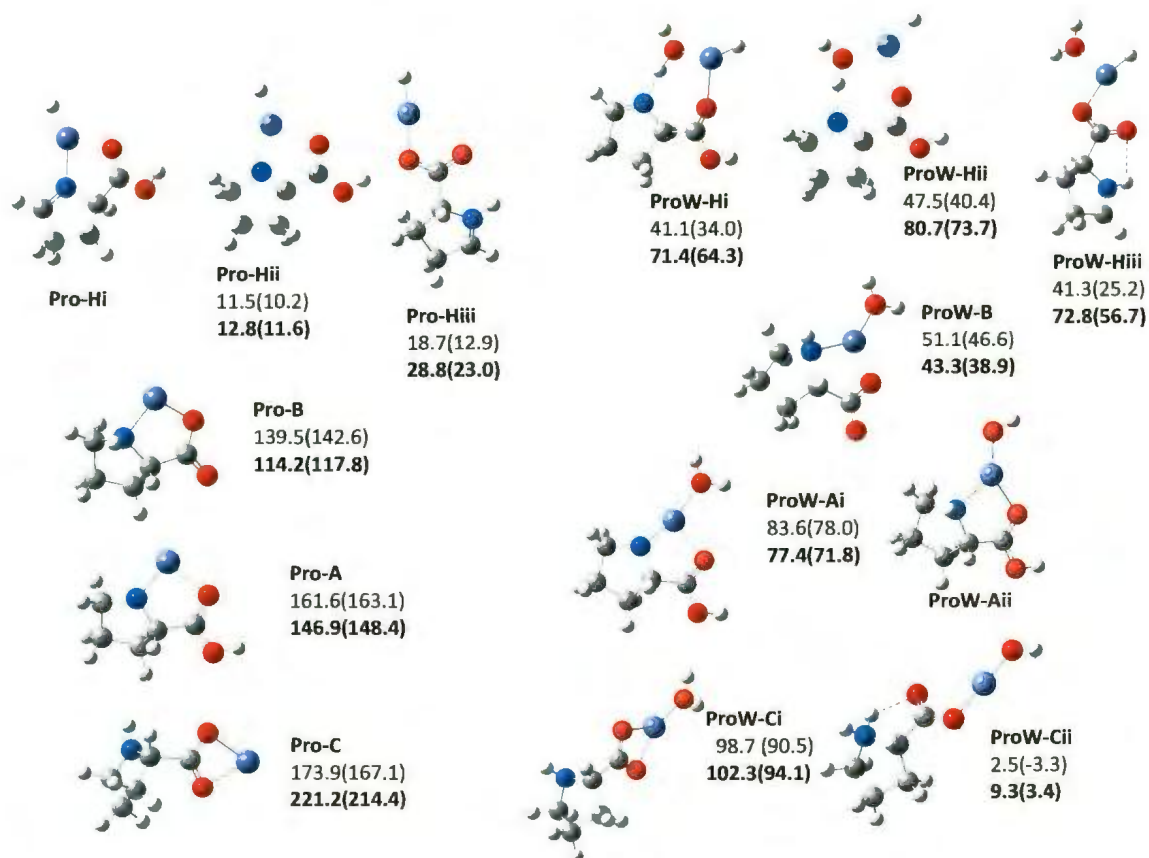 Pro-Hi
Pro-Hii
11.5(10.2)
12.8(11.6)
Pro-Hiii
18.7(12.9)
28.8(23.0)
Pro-B
139.5(142.6)
114.2(117.8)
Pro-A
161.6(163.1)
146.9(148.4)
Pro-C
173.9(167.1)
221.2(214.4)
ProW-Hi
41.1(34.0)
71.4(64.3)
ProW-Hii
47.5(40.4)
80.7(73.7)
ProW-Hiii
41.3(25.2)
72.8(56.7)
ProW-B
51.1(46.6)
43.3(38.9)
ProW-Ai
83.6(78.0)
77.4(71.8)
ProW-Aii
ProW-Ci
98.7 (90.5)
102.3(94.1)
ProW-Cii
2.5(-3.3)
9.3(3.4)